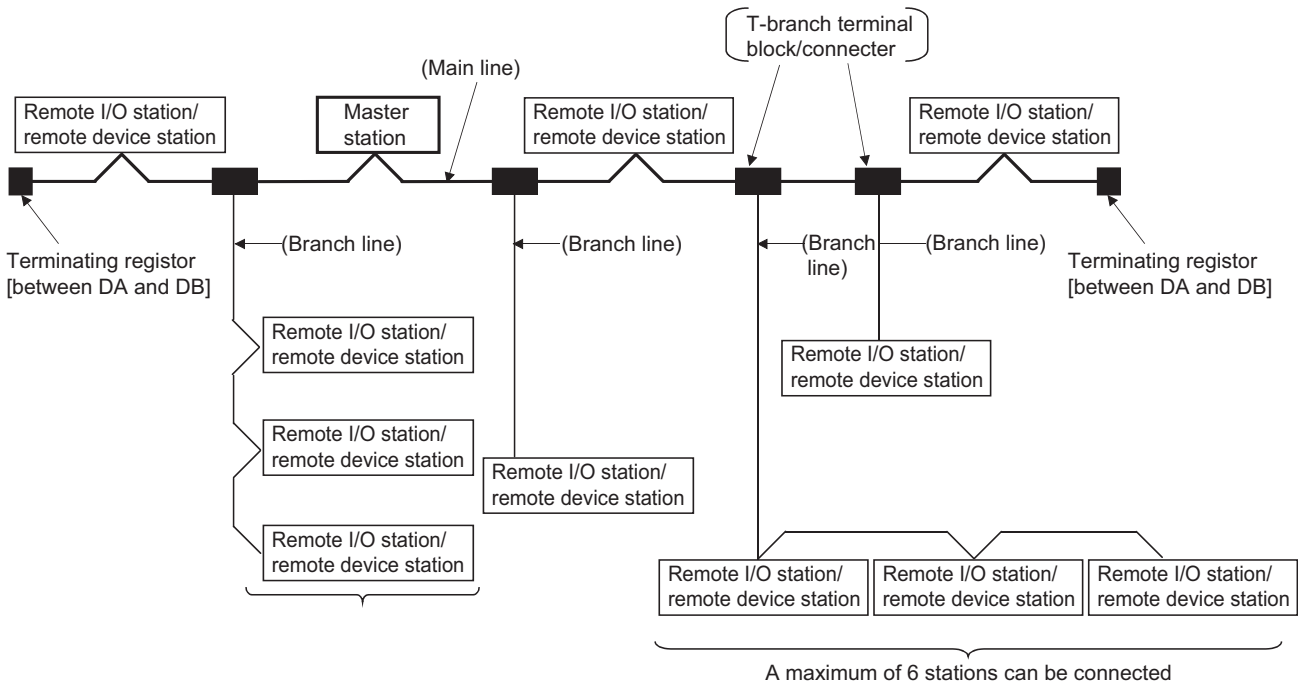 T-branch terminal
block/connecter
(Main line)
Remote I/O station/
remote device station
Master
station
Remote I/O station/
remote device station
Remote I/O station/
remote device station
(Branch line)
(Branch line)
(Branch
line)
(Branch line)
Terminating registor
[between DA and DB]
Terminating registor
[between DA and DB]
Remote I/O station/
remote device station
Remote I/O station/
remote device station
Remote I/O station/
remote device station
Remote I/O station/
remote device station
Remote I/O station/
remote device station
Remote I/O station/
remote device station
Remote I/O station/
remote device station
Remote I/O station/
remote device station
A maximum of 6 stations can be connected